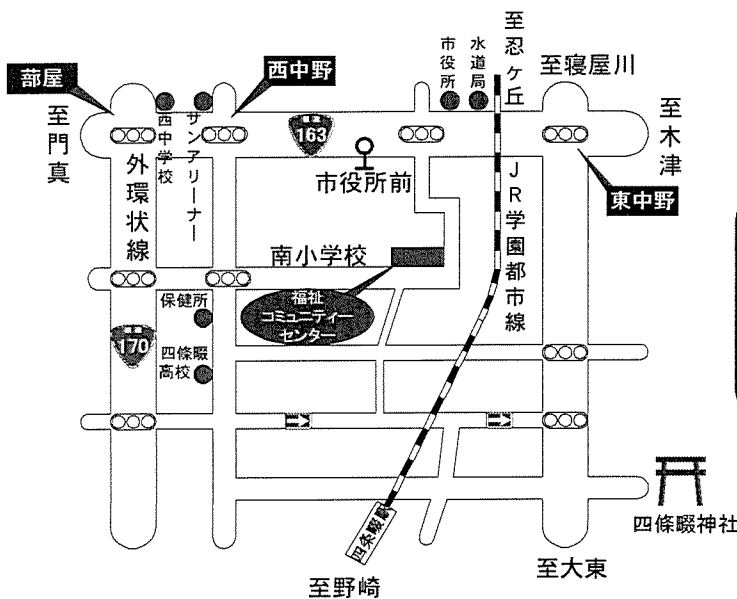 部屋
西中野
市役所
水道局
至忍ヶ丘
至寝屋川
至門真
西中学校
サンアリーナー
163
市役所前
至木津
東中野
外環状線
JR学園都市線
南小学校
福祉
コミュニティー
センター
保健所
170
四條畷
高校
四条畷駅
四條畷神社
至野崎
至大東